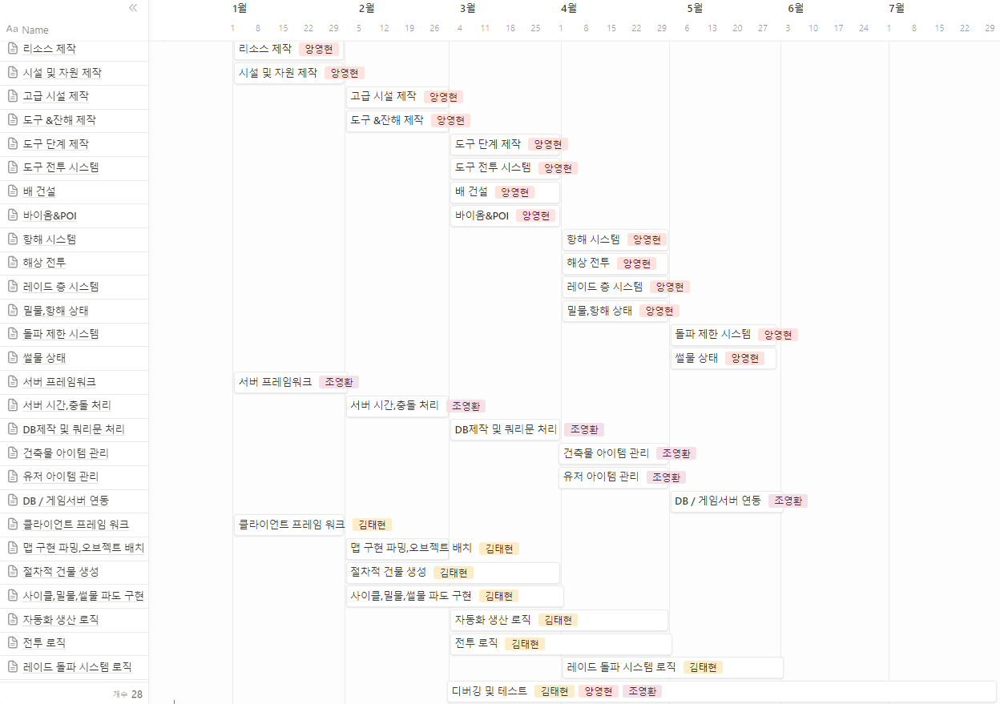 1월 2월 3월 4월 5월 6월 7월
Aa Name 1 8 15 22 29 5 12 19 26 4 11 18 25 1 8 15 22 29 6 13 20 27 3 10 17 24 1 8 15 22 29
리소스 제작 리소스 제작 앙영현
시설 및 자원 제작 시설 및 자원 제작 앙영현
고급 시설 제작 고급 시설 제작 앙영현
도구 &잔해 제작 도구 &잔해 제작 앙영현
도구 단계 제작 도구 단계 제작 앙영현
도구 전투 시스템 도구 전투 시스템 앙영현
배 건설 배 건설 앙영현
바이옴&POI 바이옴&POI 앙영현
항해 시스템 항해 시스템 앙영현
해상 전투 해상 전투 앙영현
레이드 층 시스템 레이드 층 시스템 앙영현
밀물,항해 상태 밀물,항해 상태 앙영현
돌파 제한 시스템 돌파 제한 시스템 앙영현
썰물 상태 썰물 상태 앙영현
서버 프레임워크 서버 프레임워크 조영환
서버 시간,충돌 처리 서버 시간,충돌 처리 조영환
DB제작 및 쿼리문 처리 DB제작 및 쿼리문 처리 조영환
건축물 아이템 관리 건축물 아이템 관리 조영환
유저 아이템 관리 유저 아이템 관리 조영환
DB / 게임서버 연동 DB / 게임서버 연동 조영환
클라이언트 프레임 워크 클라이언트 프레임 워크 김태현
맵 구현 파밍,오브젝트 배치 맵 구현 파밍,오브젝트 배치 김태현
절차적 건물 생성 절차적 건물 생성 김태현
사이클,밀물,썰물 파도 구현 사이클,밀물,썰물 파도 구현 김태현
자동화 생산 로직 자동화 생산 로직 김태현
전투 로직 전투 로직 김태현
레이드 돌파 시스템 로직 레이드 돌파 시스템 로직 김태현
개수 28 디버깅 및 테스트 김태현 앙영현 조영환